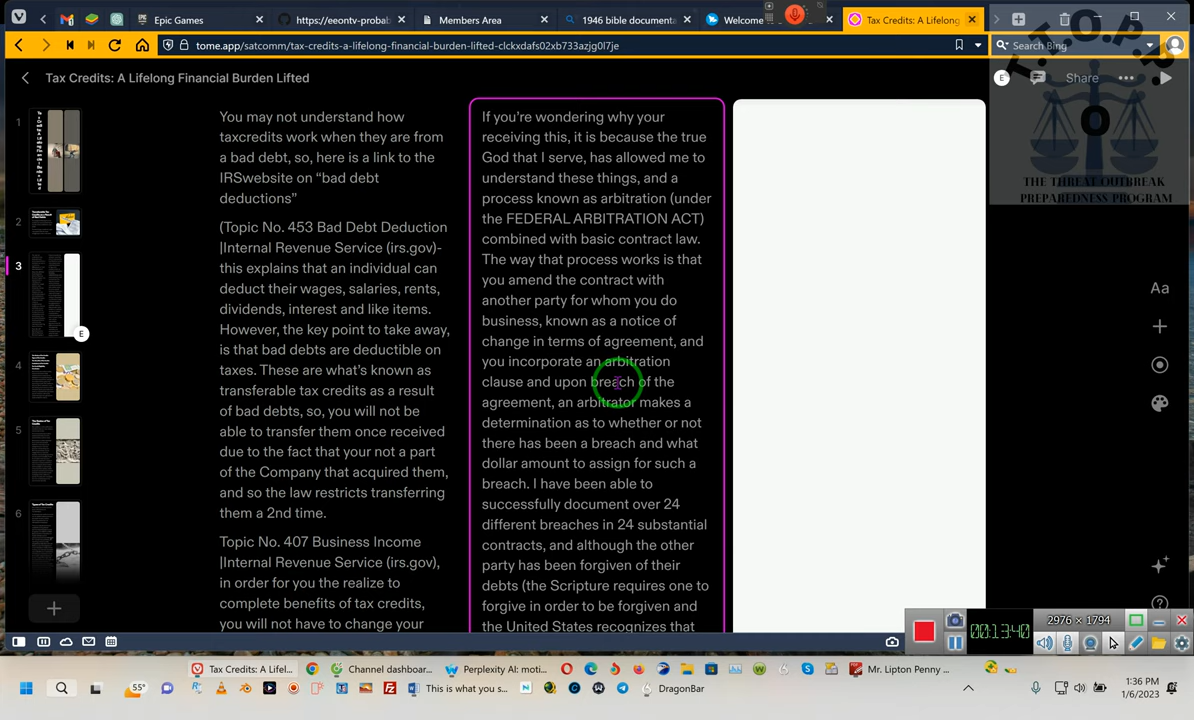 Epic Games
https://eeontv-probab
Members Area
1946 bible documenta
Welcome
Tax Credits: A Lifelong
tome.app/satcomm/tax-credits-a-lifelong-financial-burden-lifted-clckxdafs02xb733azjg0l7je
Search Bing
Tax Credits: A Lifelong Financial Burden Lifted
E
Share
T.T.O.P.P
O
THE THREAT OUTBREAK
PREPAREDNESS PROGRAM
1
2
3
E
4
5
6
You may not understand how
taxcredits work when they are from
a bad debt, so, here is a link to the
IRSwebsite on “bad debt
deductions”
(Topic No. 453 Bad Debt Deduction
|Internal Revenue Service (irs.gov)-
this explains that an individual can
deduct their wages, salaries, rents,
dividends, interest and like items.
However, the key point to take away,
is that bad debts are deductible on
taxes. These are what’s known as
transferable tax credits as a result
of bad debts, so, you will not be
able to transfer them once received
due to the fact that your not a part
of the Company that acquired them,
and so the law restricts transferring
them a 2nd time.
Topic No. 407 Business Income
|Internal Revenue Service (irs.gov),
in order for you the realize to
complete benefits of tax credits,
you will not have to change your
If you’re wondering why your
receiving this, it is because the true
God that I serve, has allowed me to
understand these things, and a
process known as arbitration (under
the FEDERAL ARBITRATION ACT)
combined with basic contract law.
The way that process works is that
you amend the contract with
another party for whom you do
business, known as a notice of
change in terms of agreement, and
you incorporate an arbitration
clause and upon breach of the
agreement, an arbitrator makes a
determination as to whether or not
there has been a breach and what
dollar amount to assign for such a
breach. I have been able to
successfully document over 24
different breaches in 24 substantial
contracts, and although the other
party has been forgiven of their
debts (the Scripture requires one to
forgive in order to be forgiven and
the United States recognizes that
Aa
00:13:40
2976 x 1794
Tax Credits: A Lifel...
Channel dashboar...
Perplexity AI: moti...
Mr. Lipton Penny ...
55°
This is what you s...
DragonBar
1:36 PM
1/6/2023